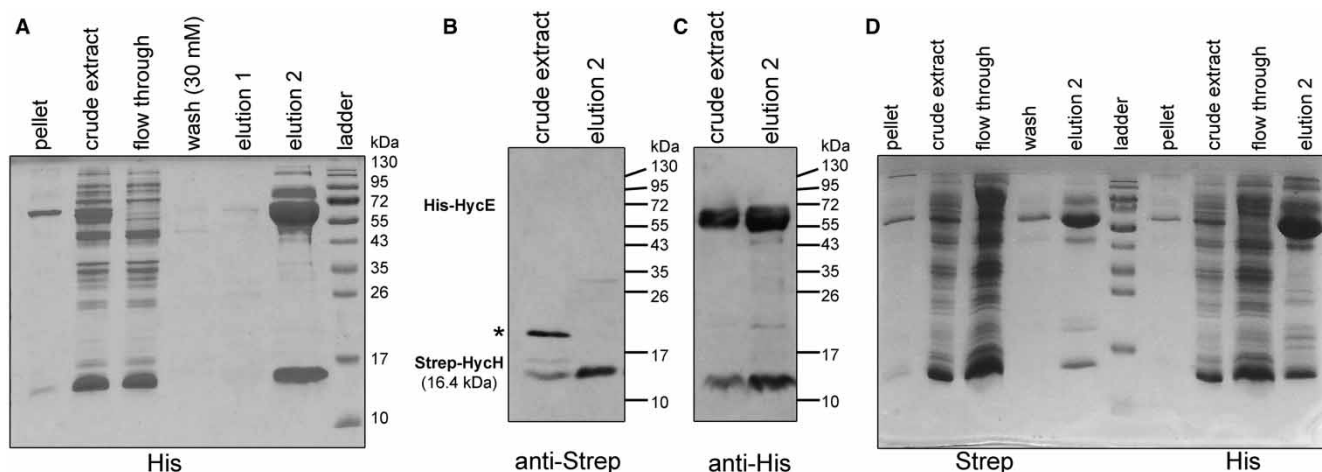 A
pellet
crude extract
flow through
wash (30 mM)
elution 1
elution 2
ladder
kDa
130
95
72
55
43
35
26
17
10
His
B
crude extract
elution 2
kDa
130
95
72
55
43
35
26
17
10
His-HycE
*
Strep-HycH
(16.4 kDa)
anti-Strep
C
crude extract
elution 2
kDa
130
95
72
55
43
35
26
17
10
anti-His
D
pellet
crude extract
flow through
wash
elution 2
ladder
pellet
crude extract
flow through
elution 2
Strep
His